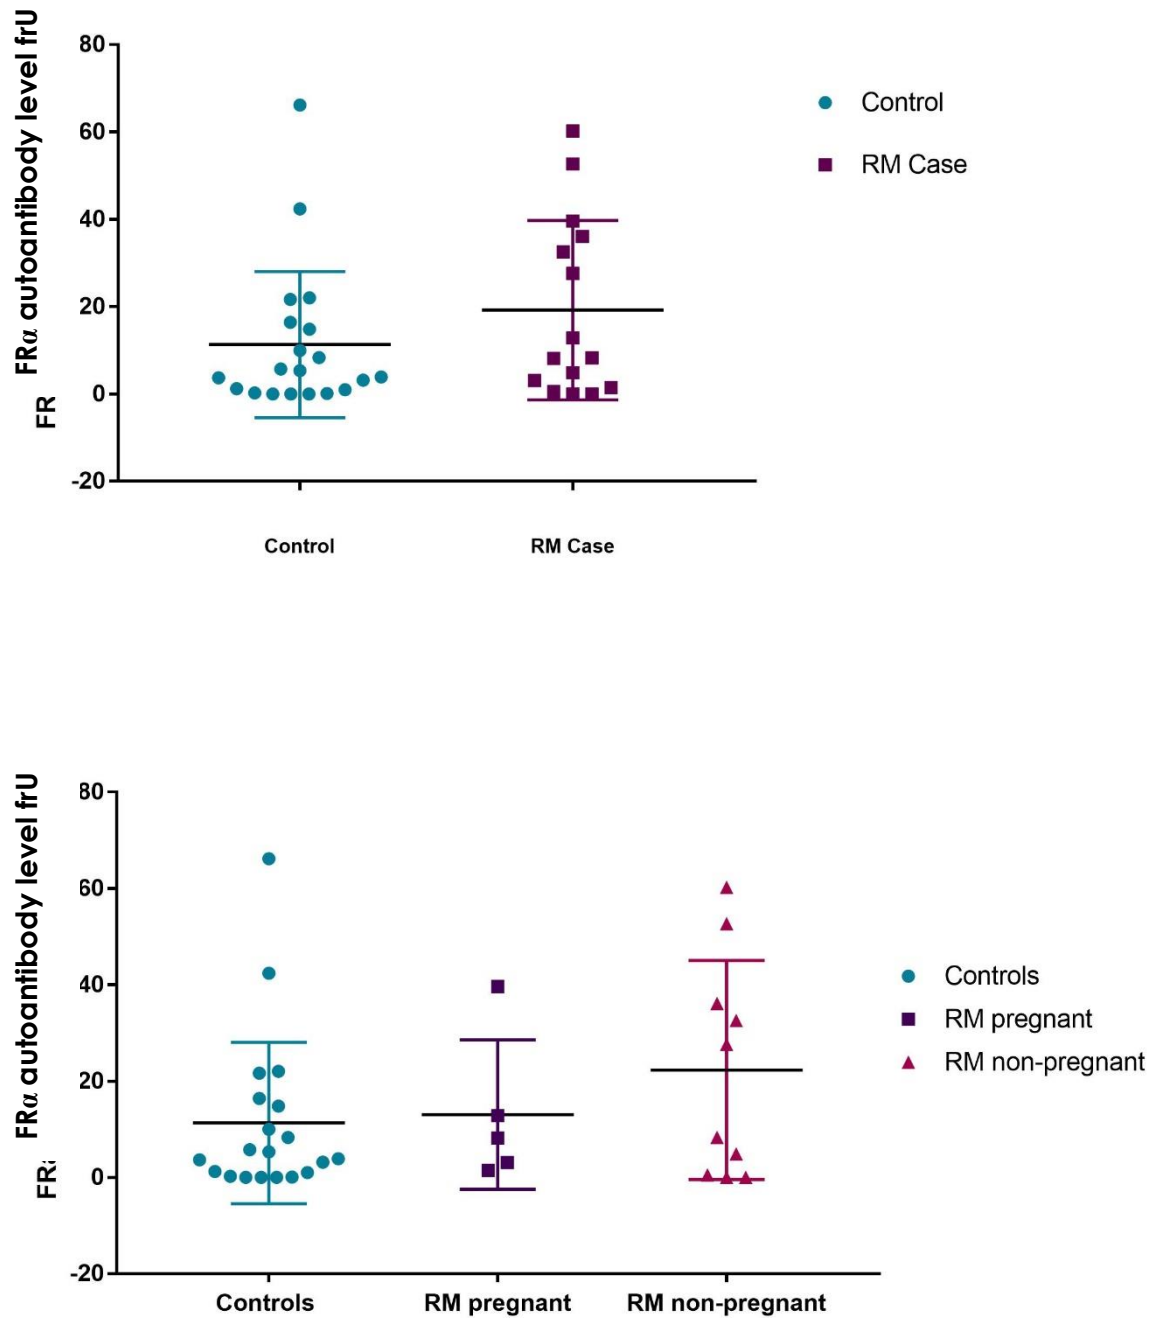 FRα autoantibody level frU
FR
80
60
40
20
0
-20
Control
RM Case
Control
RM Case
FRα autoantibody level frU
FR
80
60
40
20
0
-20
Controls
RM pregnant
RM non-pregnant
Controls
RM pregnant
RM non-pregnant